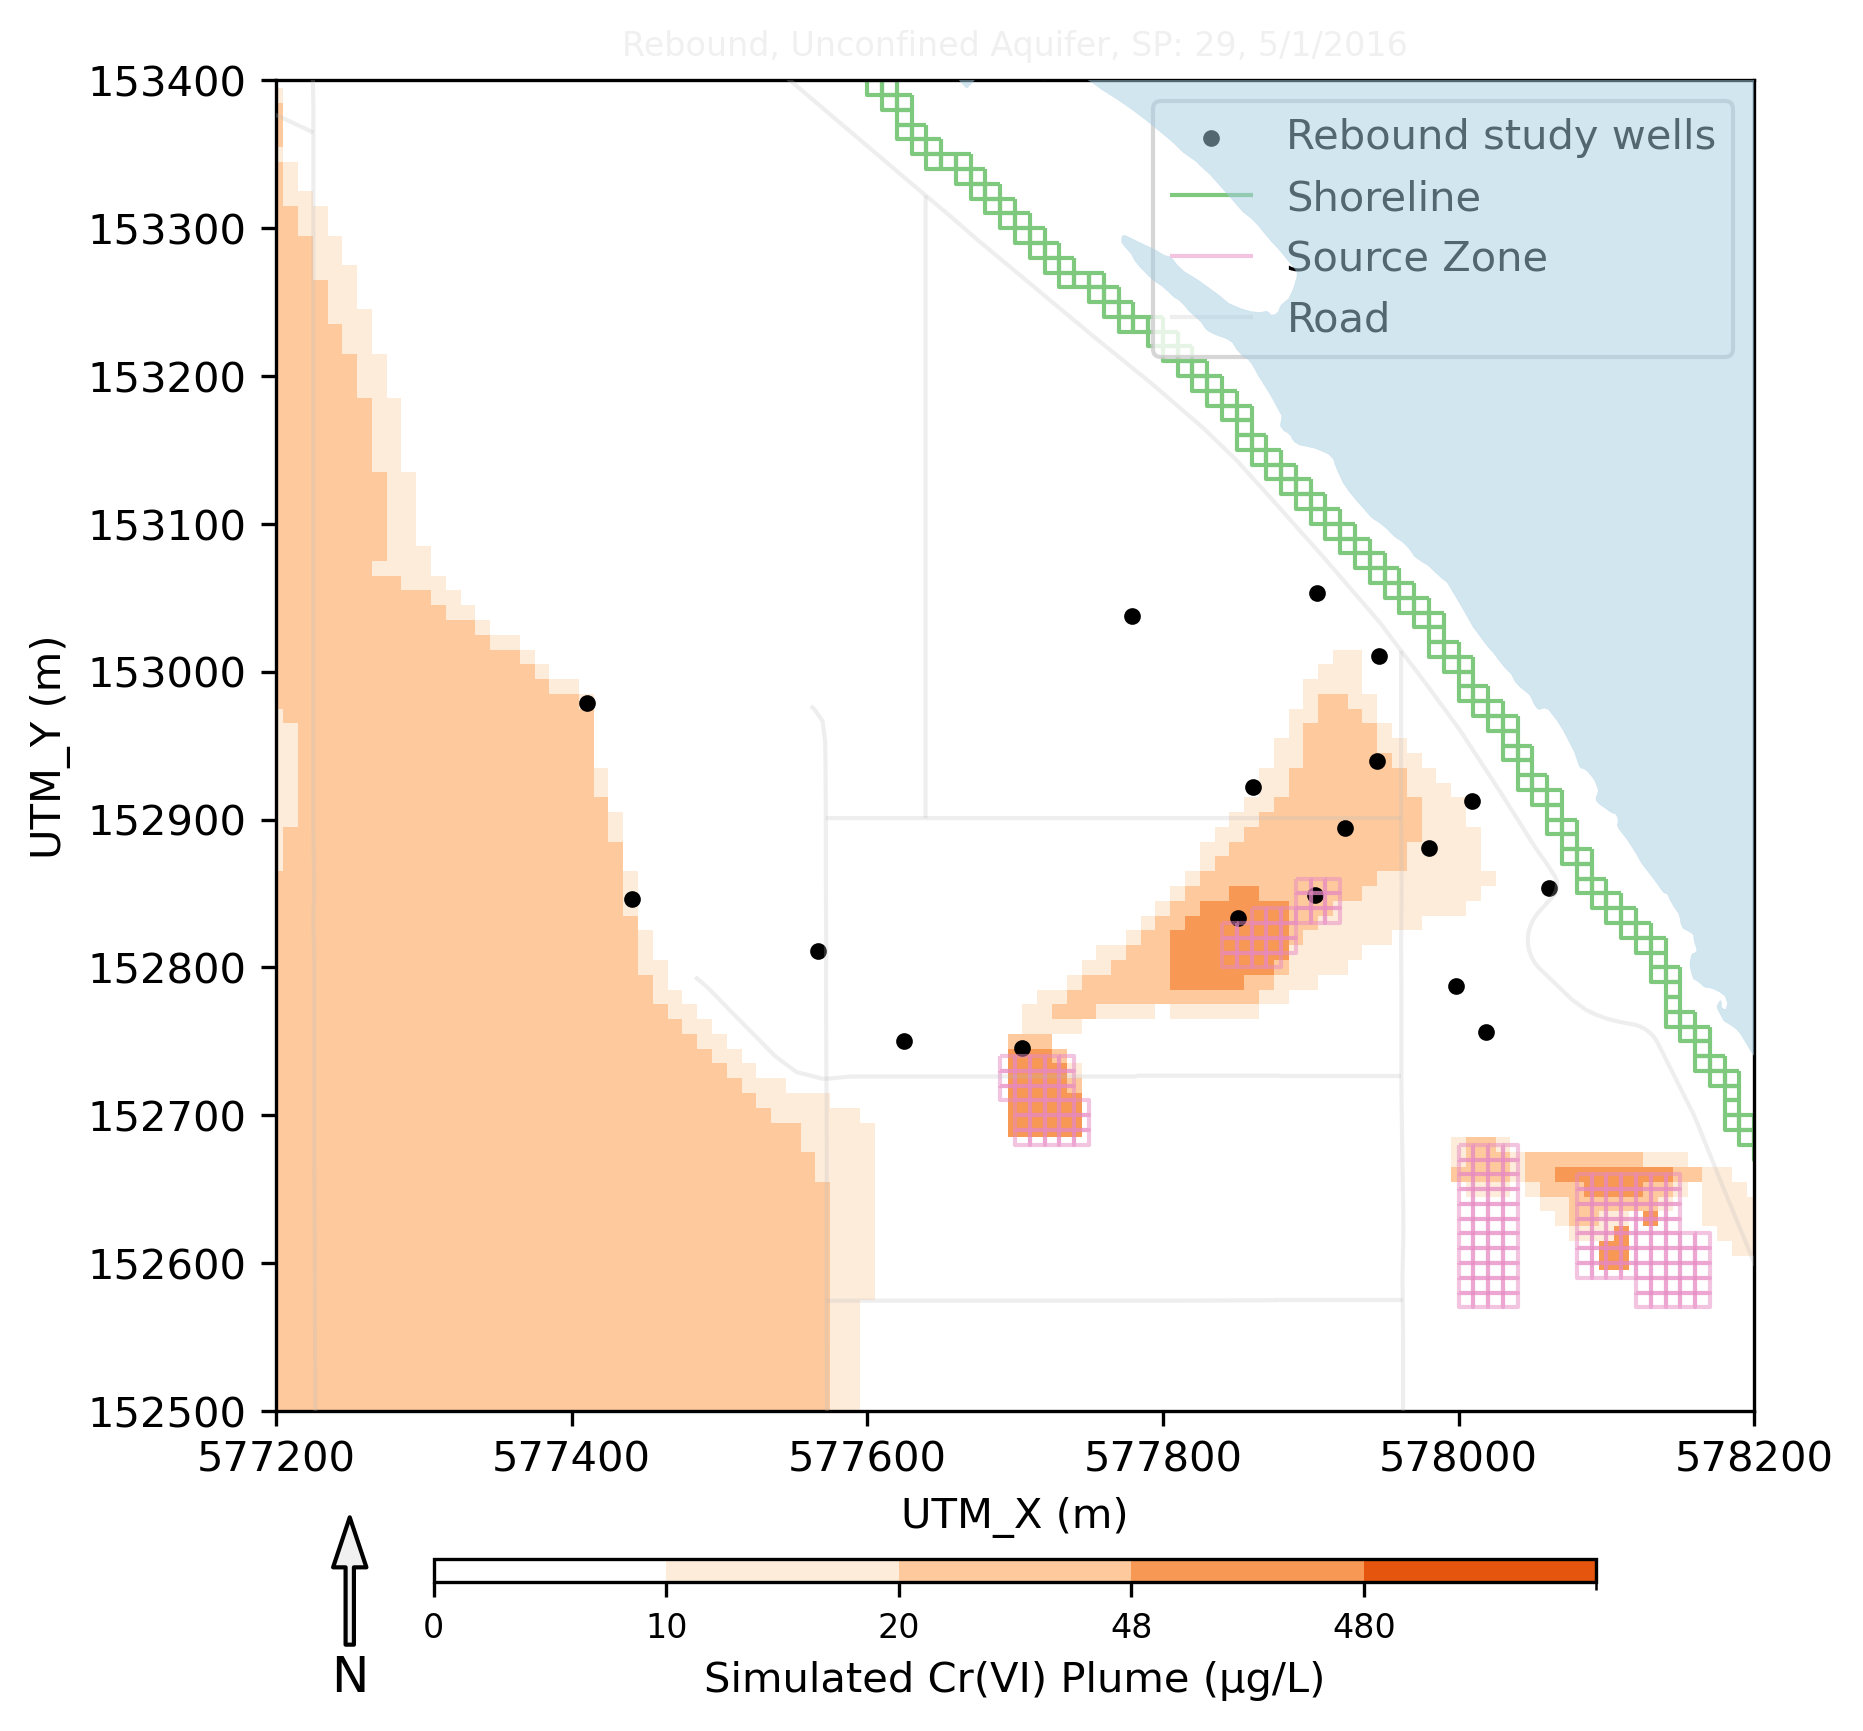 Rebound, Unconfined Aquifer, SP: 29, 5/1/2016
153400
153300
153200
153100
153000
152900
152800
152700
152600
152500
UTM_Y (m)
Rebound study wells
Shoreline
Source Zone
Road
577200 577400 577600 577800 578000 578200
UTM_X (m)
N
0 10 20 48 480
Simulated Cr(VI) Plume (μg/L)